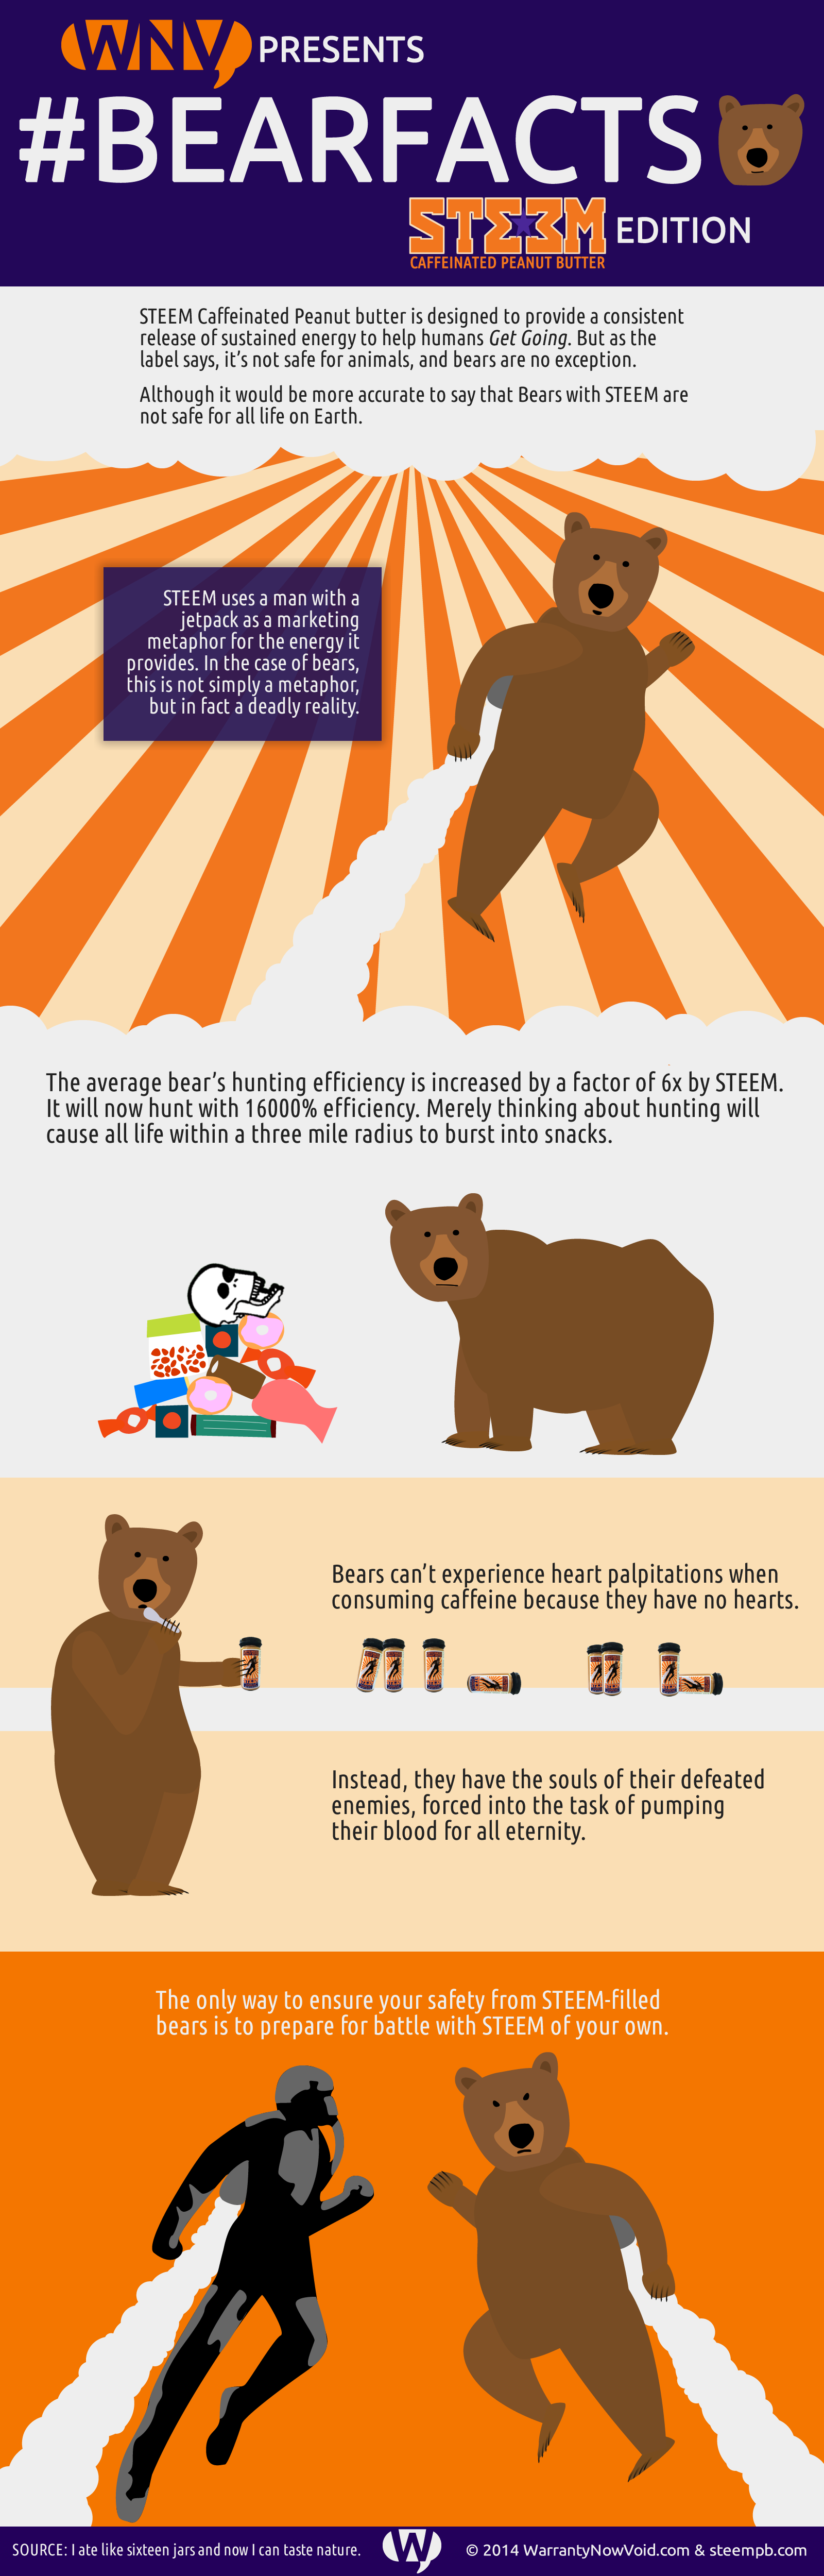 WNV PRESENTS
#BEARFACTS
STEEM EDITION
CAFFEINATED PEANUT BUTTER
STEEM Caffeinated Peanut butter is designed to provide a consistent
release of sustained energy to help humans Get Going. But as the
label says, it's not safe for animals, and bears are no exception.
Although it would be more accurate to say that Bears with STEEM are
not safe for all life on Earth.
STEEM uses a man with a
jetpack as a marketing
metaphor for the energy it
provides. In the case of bears,
this is not simply a metaphor,
but in fact a deadly reality.
The average bear's hunting efficiency is increased by a factor of 6x by STEEM.
It will now hunt with 16000% efficiency. Merely thinking about hunting will
cause all life within a three mile radius to burst into snacks.
Bears can't experience heart palpitations when
consuming caffeine because they have no hearts.
Instead, they have the souls of their defeated
enemies, forced into the task of pumping
their blood for all eternity.
The only way to ensure your safety from STEEM-filled
bears is to prepare for battle with STEEM of your own.
SOURCE: I ate like sixteen jars and now I can taste nature.
W
© 2014 WarrantyNowVoid.com & steempb.com